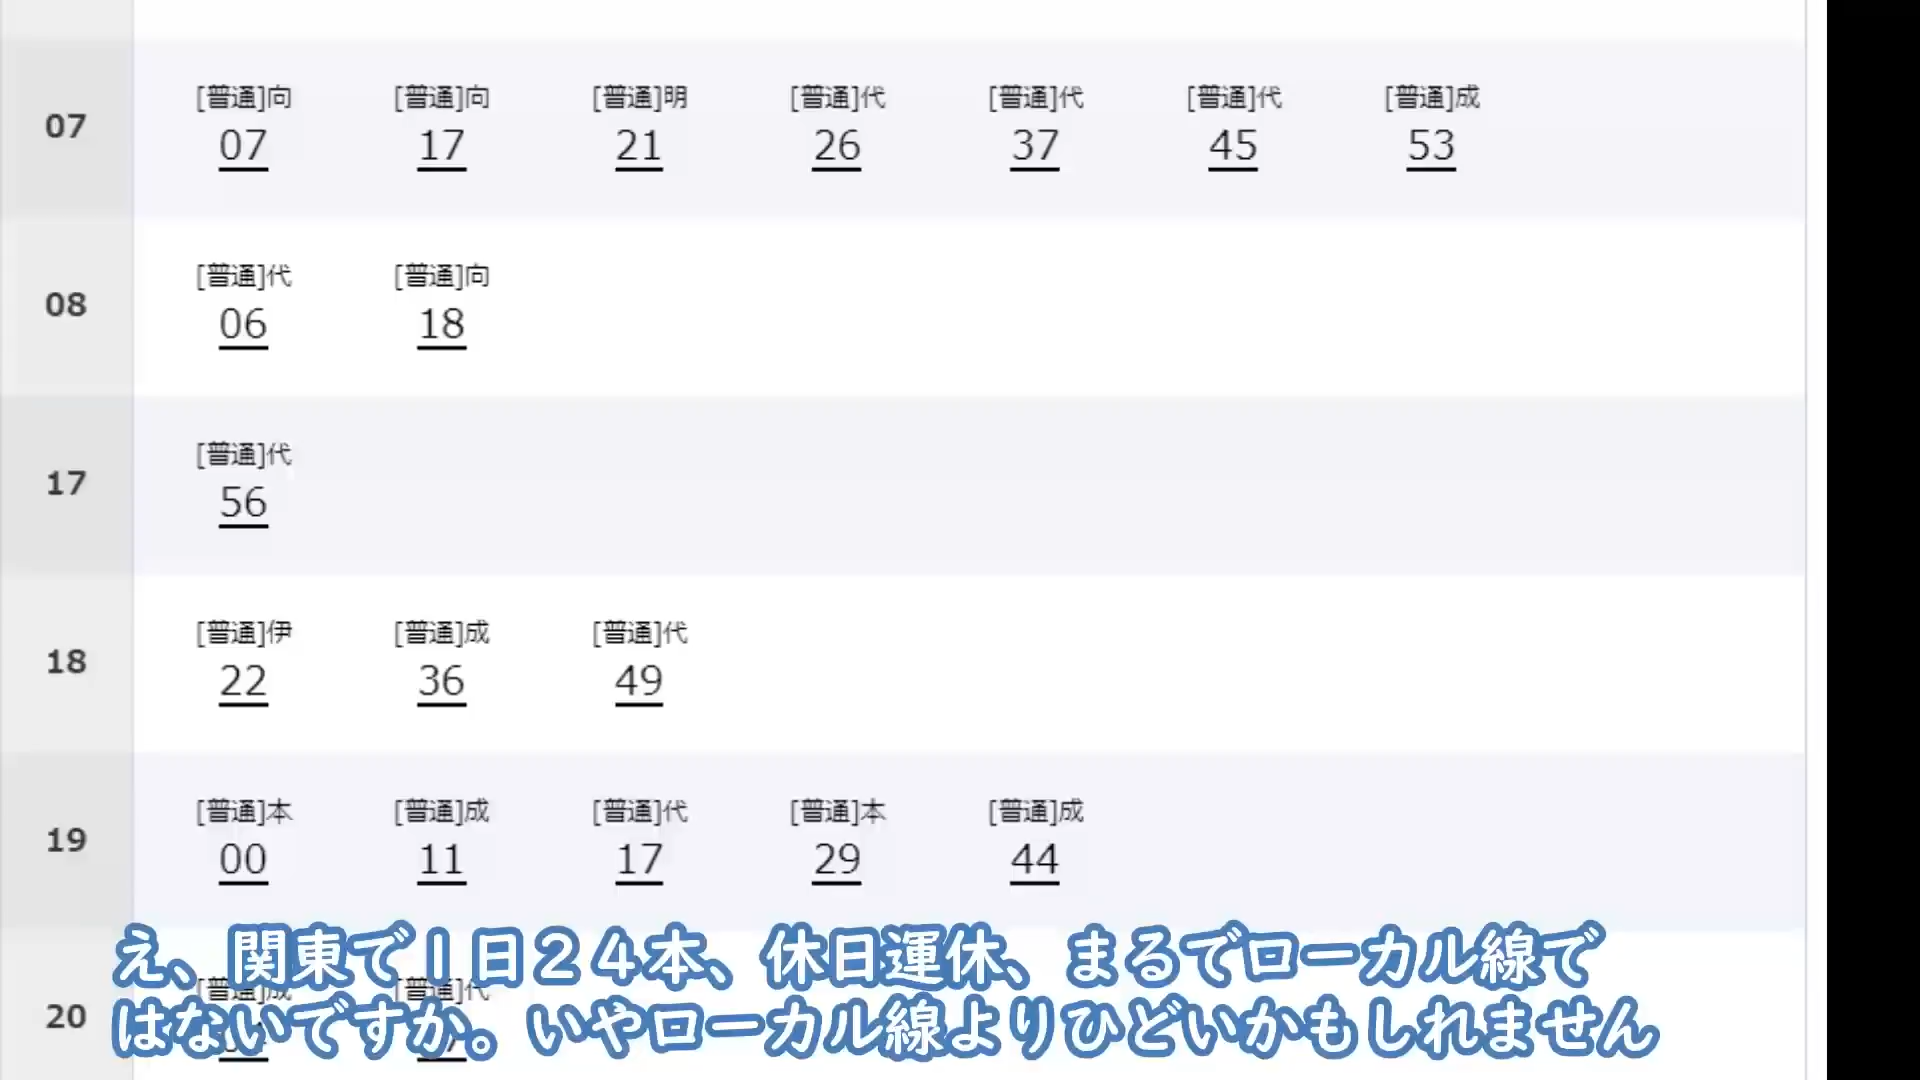 07
[普通]向 [普通]向 [普通]明 [普通]代 [普通]代 [普通]代 [普通]成
07 17 21 26 37 45 53
08
[普通]代 [普通]向
06 18
17
[普通]代
56
18
[普通]伊 [普通]成 [普通]代
22 36 49
19
[普通]本 [普通]成 [普通]代 [普通]本 [普通]成
00 11 17 29 44
20
[普通]成 [普通]代
え、関東で1日24本、休日運休、まるでローカル線で
はないですか。いやローカル線よりひどいかもしれません